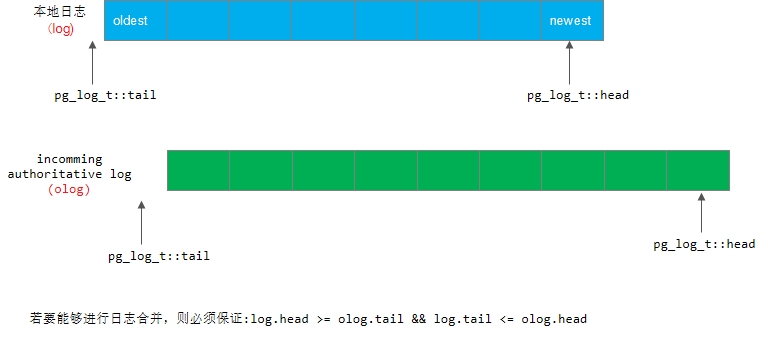 本地日志
(log)
oldest
newest
pg_log_t::tail
pg_log_t::head
incomming
authoritative log
(olog)
pg_log_t::tail
pg_log_t::head
若要能够进行日志合并，则必须保证:log.head >= olog.tail && log.tail <= olog.head